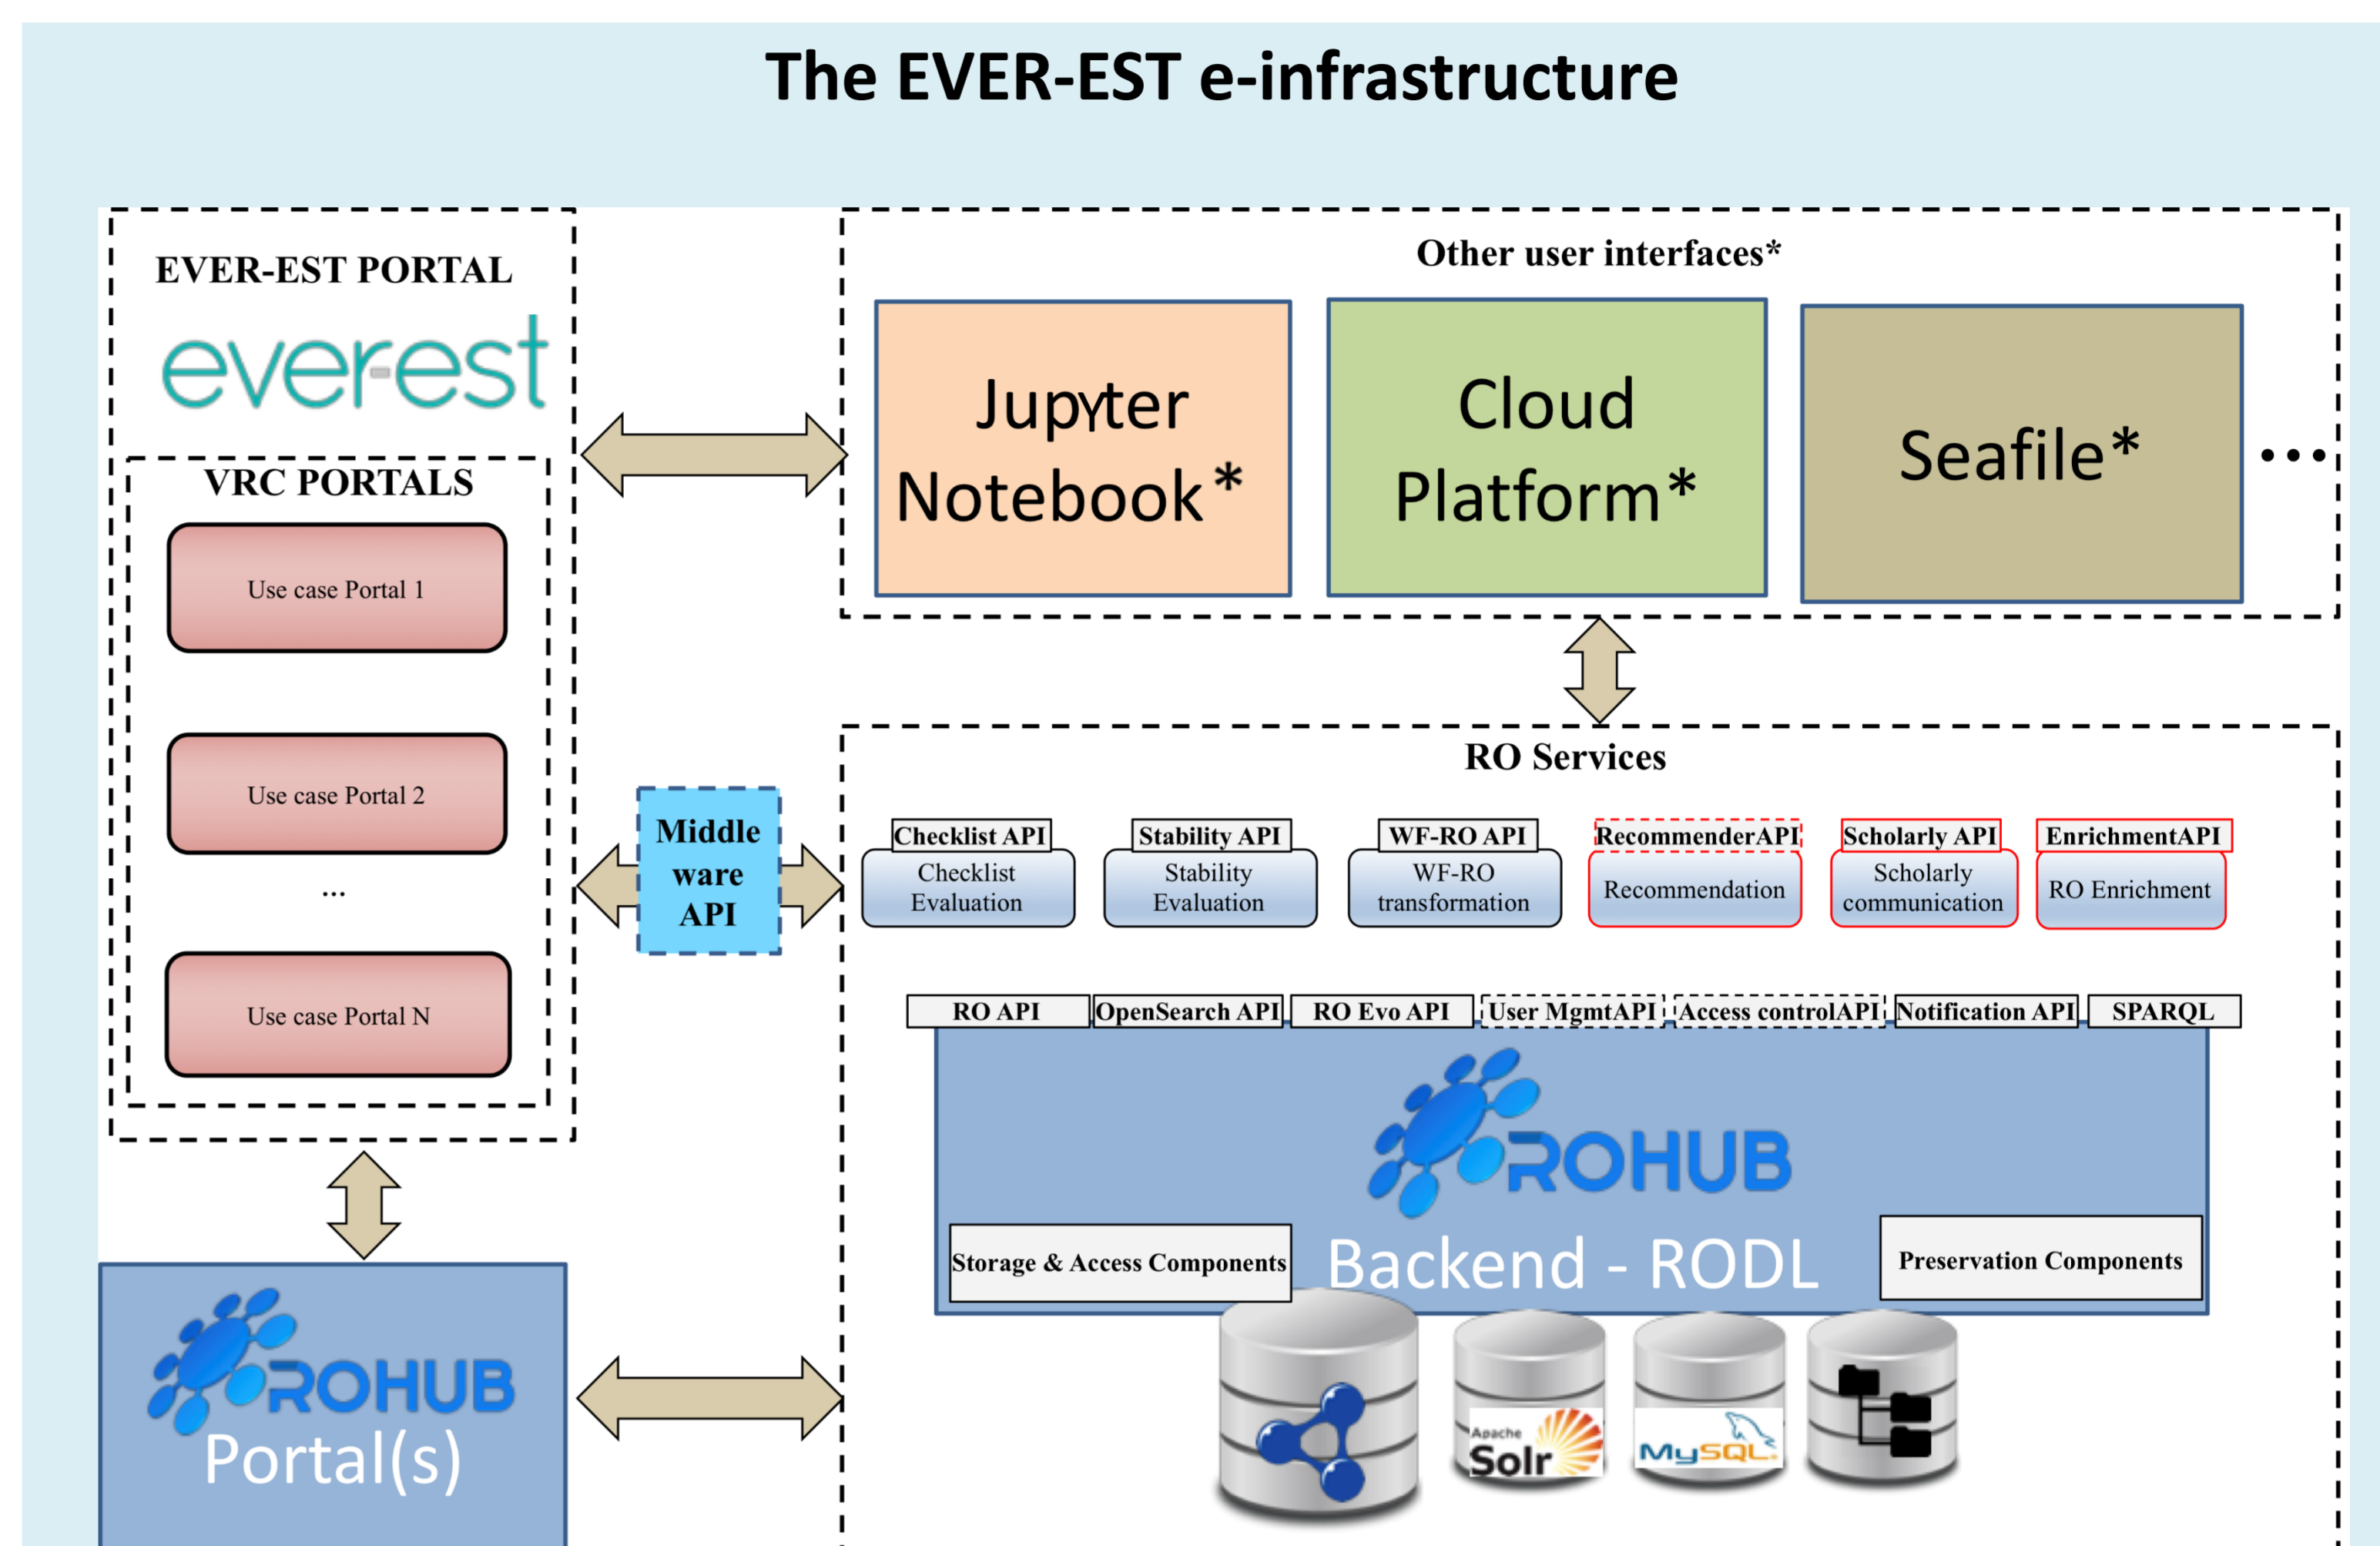 The EVER-EST e-infrastructure
EVER-EST PORTAL
ever-est
VRC PORTALS
Use case Portal 1
Use case Portal 2
...
Use case Portal N
ROHUB
Portal(s)
Middle
ware
API
Other user interfaces*
Jupyter
Notebook*
Cloud
Platform*
Seafile*
...
RO Services
Checklist API
Checklist
Evaluation
Stability API
Stability
Evaluation
WF-RO API
WF-RO
transformation
RecommenderAPI
Recommendation
Scholarly API
Scholarly
communication
EnrichmentAPI
RO Enrichment
RO API
OpenSearch API
RO Evo API
User MgmtAPI
Access controlAPI
Notification API
SPARQL
ROHUB
Backend - RODL
Storage & Access Components
Preservation Components
Apache
Solr
MySQL